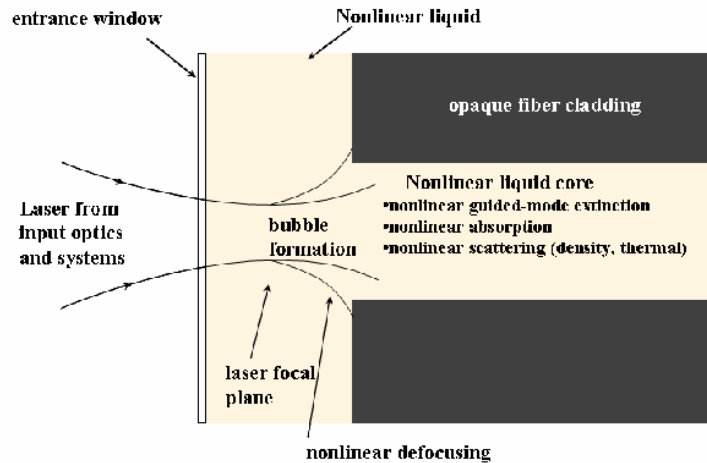 entrance window
Nonlinear liquid
opaque fiber cladding
Laser from
input optics
and systems
bubble
formation
Nonlinear liquid core
•nonlinear guided-mode extinction
•nonlinear absorption
•nonlinear scattering (density, thermal)
laser focal
plane
nonlinear defocusing